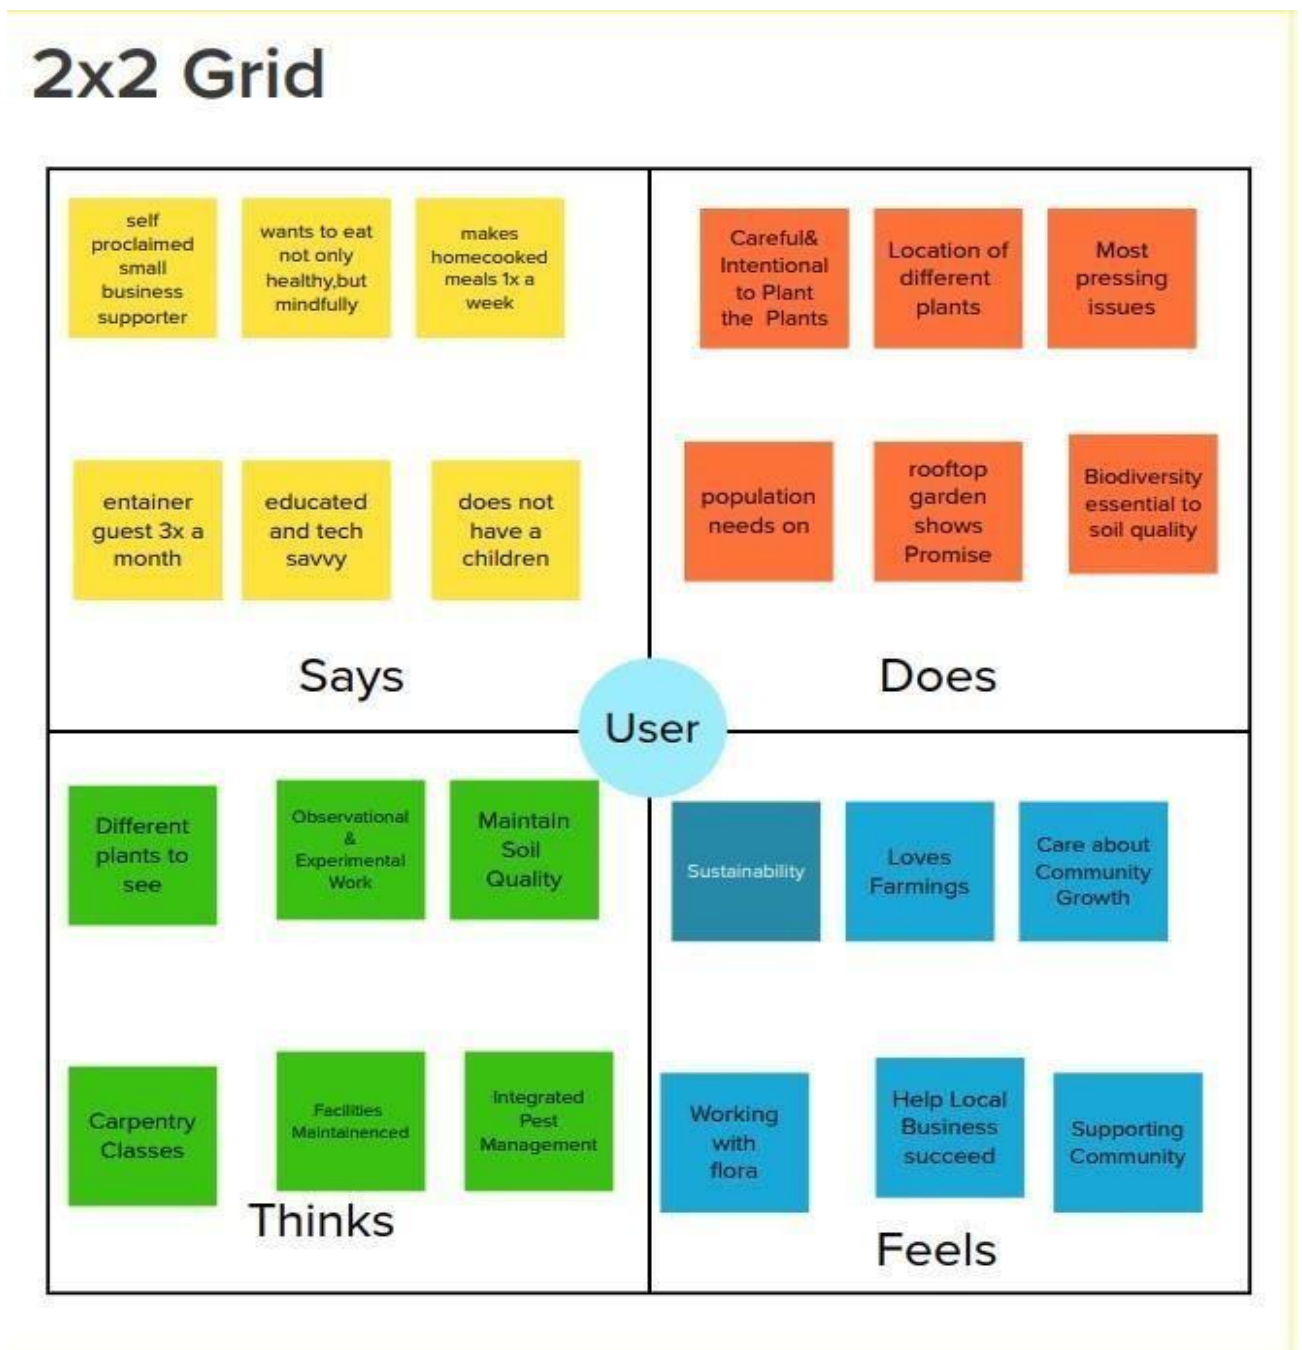 2x2 Grid
self
proclaimed
small
business
supporter
wants to eat
not only
healthy,but
mindfully
makes
homecooked
meals 1x a
week
entainer
guest 3x a
month
educated
and tech
savvy
does not
have a
children
Says
Careful&
Intentional
to Plant
the Plants
Location of
different
plants
Most
pressing
issues
population
needs on
rooftop
garden
shows
Promise
Biodiversity
essential to
soil quality
Does
User
Different
plants to
see
Observational
&
Experimental
Work
Maintain
Soil
Quality
Carpentry
Classes
Facilities
Maintainenced
Integrated
Pest
Management
Thinks
Sustainability
Loves
Farmings
Care about
Community
Growth
Working
with
flora
Help Local
Business
succeed
Supporting
Community
Feels